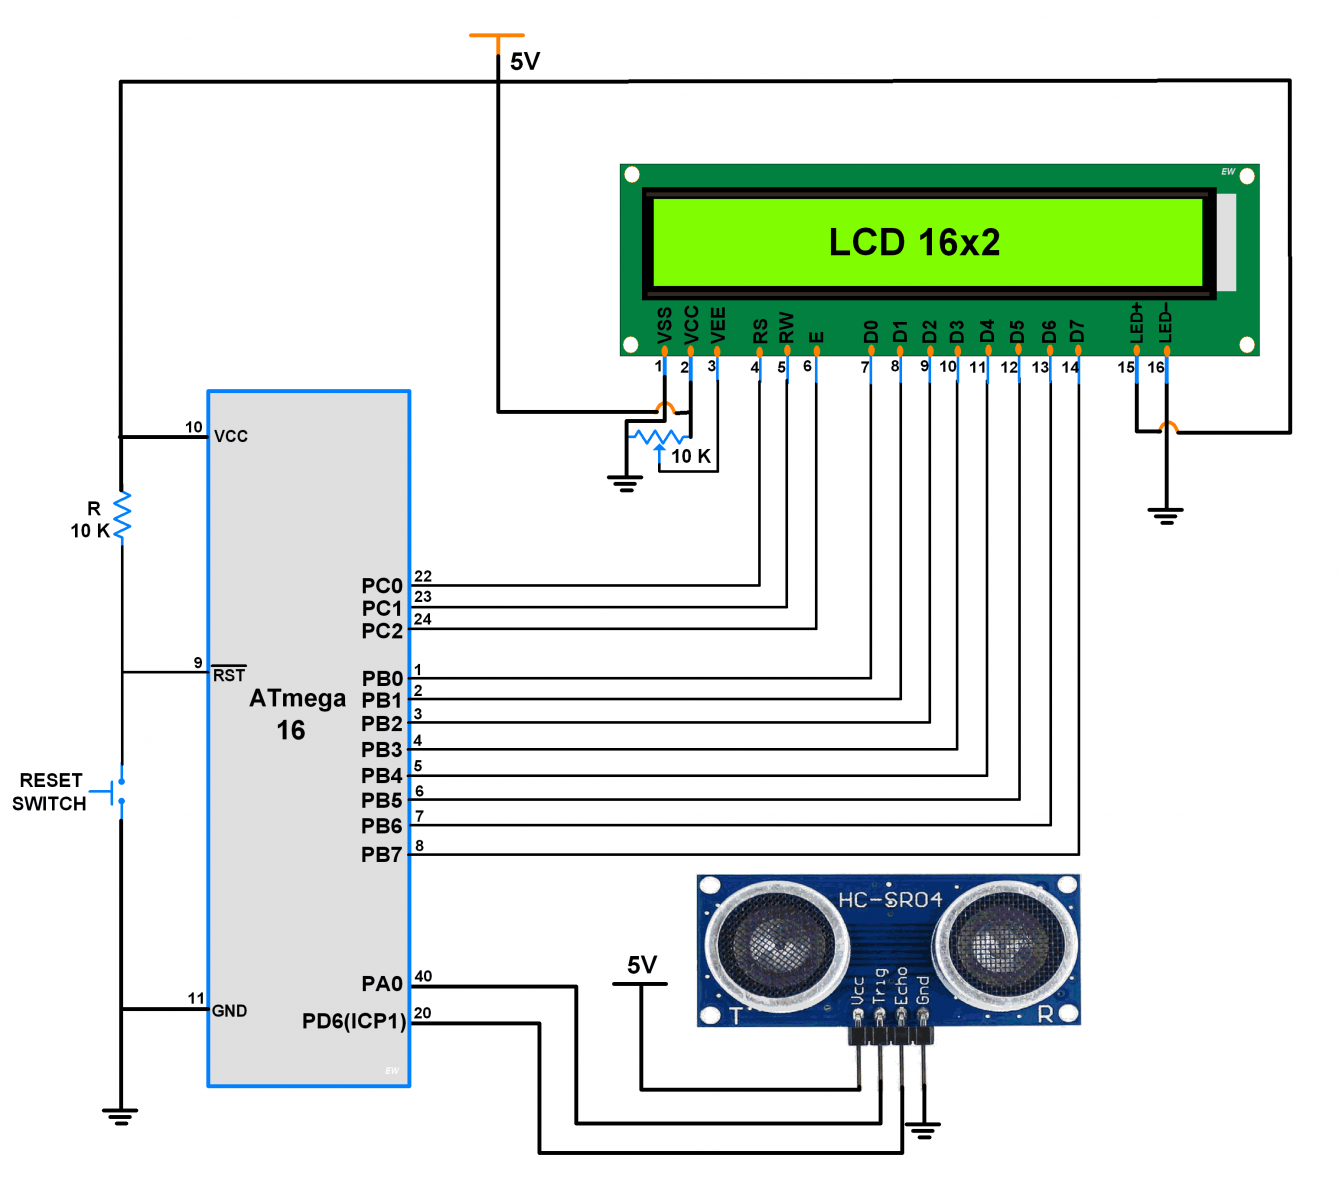 5V
EW
LCD 16x2
VSS
VCC
VEE
RS
RW
E
D0
D1
D2
D3
D4
D5
D6
D7
LED+
LED–
1
2
3
4
5
6
7
8
9
10
11
12
13
14
15
16
10 K
10
VCC
R
10 K
PC0
22
PC1
23
PC2
24
9
RST
ATmega
16
PB0
1
PB1
2
PB2
3
PB3
4
PB4
5
PB5
6
PB6
7
PB7
8
RESET
SWITCH
HC-SR04
5V
PA0
40
11
GND
PD6(ICP1)
20
Vcc
Trig
Echo
Gnd
T
R
EW